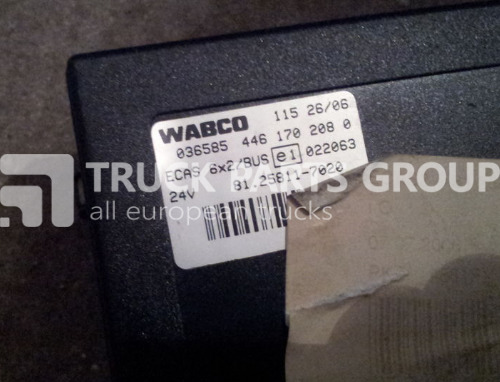 WABCO 115 26/06
036585 446 170 208 0
ECAS 6x2/BUS e1 022063
24V 81.25811-7020
TRUCK PARTS GROUP
all european trucks